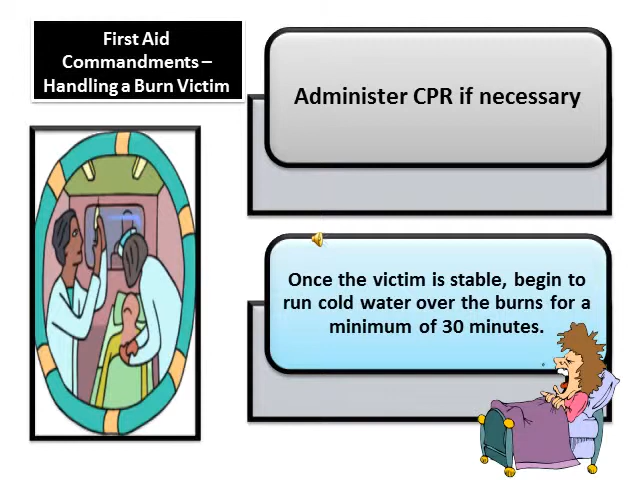 First Aid
Commandments –
Handling a Burn Victim
Administer CPR if necessary
Once the victim is stable, begin to
run cold water over the burns for a
minimum of 30 minutes.